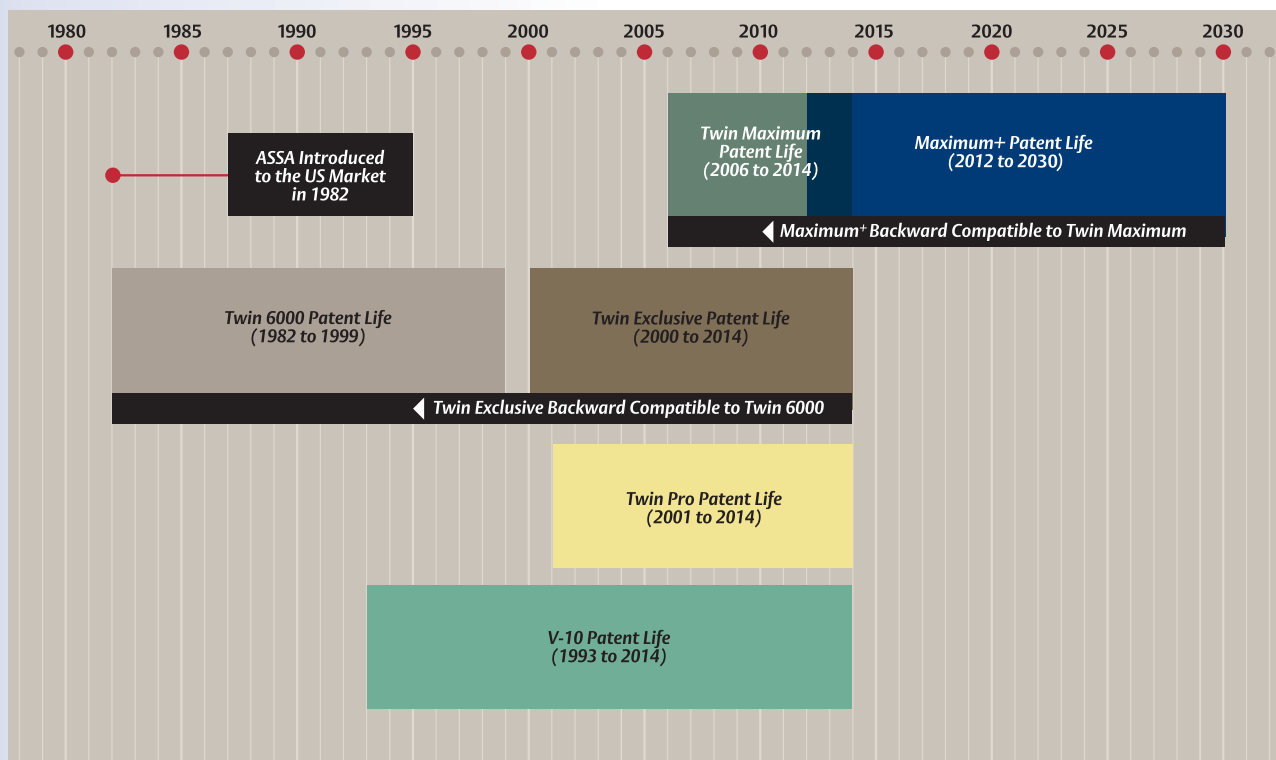 1980 1985 1990 1995 2000 2005 2010 2015 2020 2025 2030
ASSA Introduced
to the US Market
in 1982
Twin Maximum
Patent Life
(2006 to 2014)
Maximum+ Patent Life
(2012 to 2030)
Maximum+ Backward Compatible to Twin Maximum
Twin 6000 Patent Life
(1982 to 1999)
Twin Exclusive Patent Life
(2000 to 2014)
Twin Exclusive Backward Compatible to Twin 6000
Twin Pro Patent Life
(2001 to 2014)
V-10 Patent Life
(1993 to 2014)